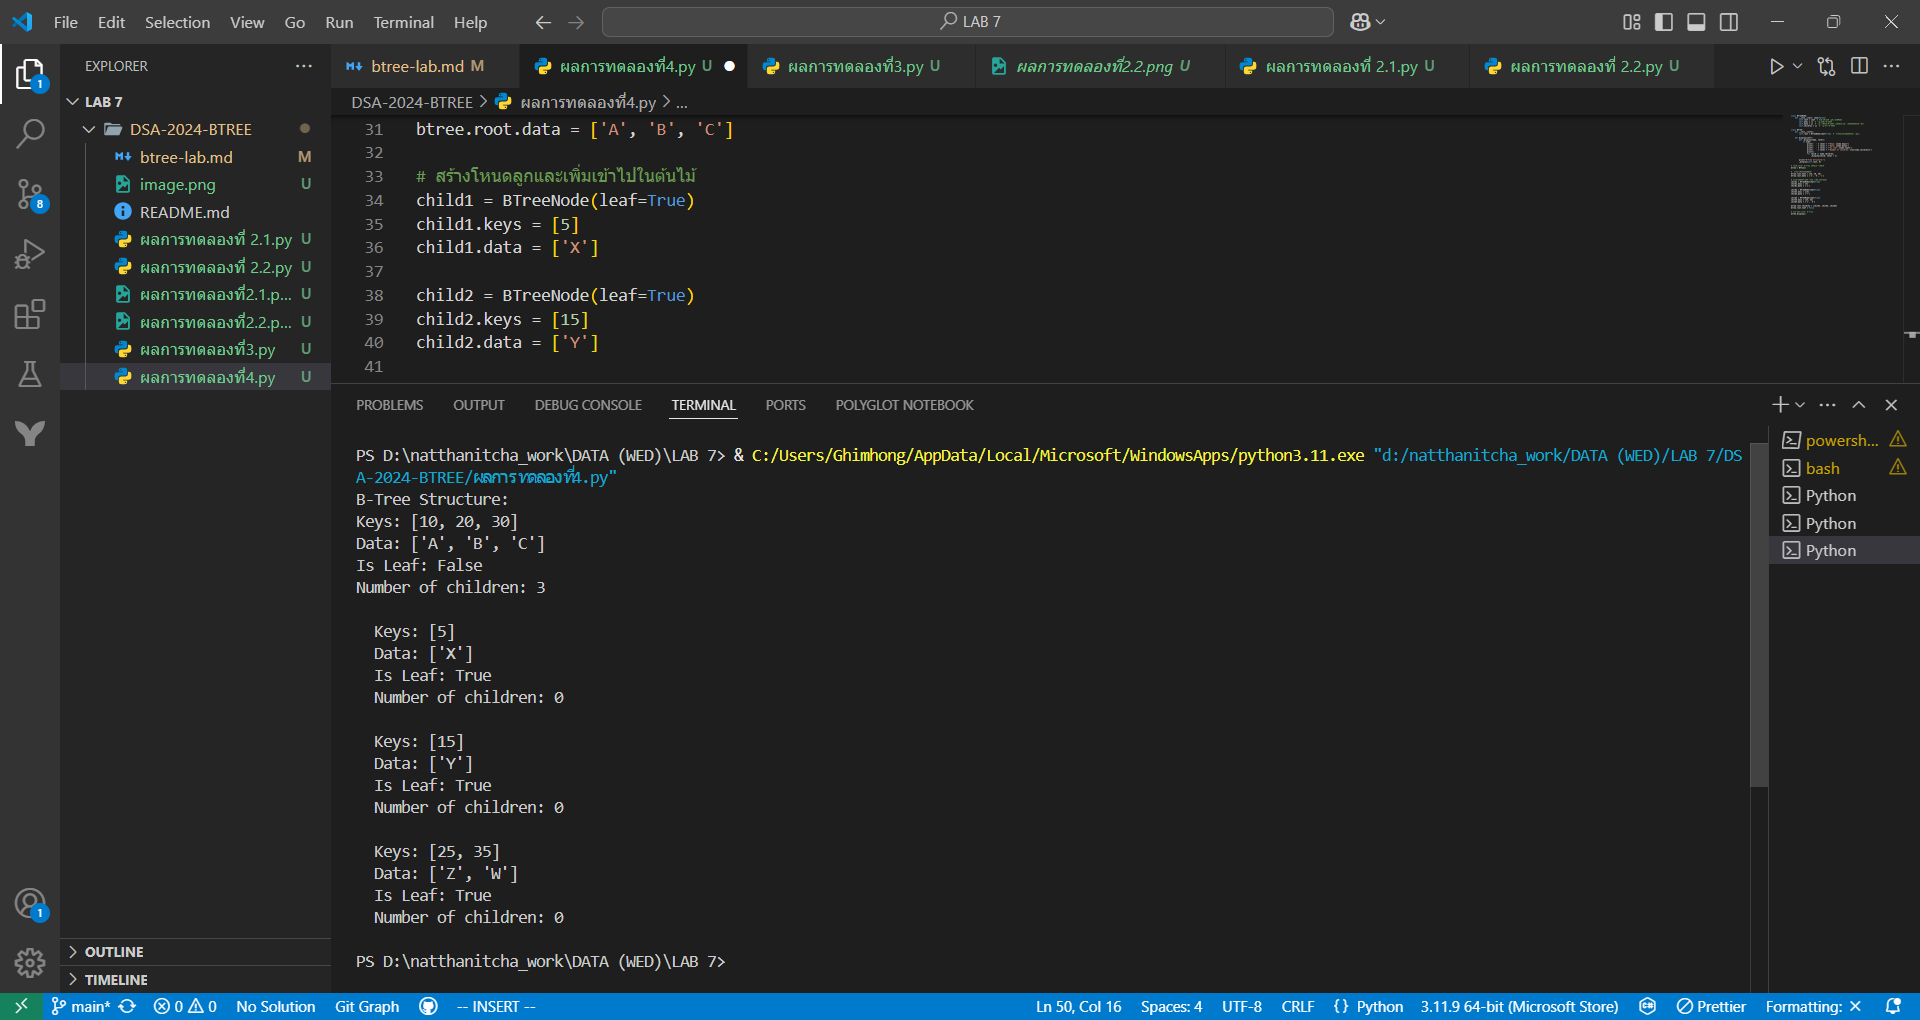 File Edit Selection View Go Run Terminal Help
LAB 7
EXPLORER
LAB 7
DSA-2024-BTREE
btree-lab.md M
image.png U
README.md
ผลการทดลองที่ 2.1.py U
ผลการทดลองที่ 2.2.py U
ผลการทดลองที่2.1.p... U
ผลการทดลองที่2.2.p... U
ผลการทดลองที่3.py U
ผลการทดลองที่4.py U
OUTLINE
TIMELINE
btree-lab.md M ผลการทดลองที่4.py U ผลการทดลองที่3.py U ผลการทดลองที่2.2.png U ผลการทดลองที่ 2.1.py U ผลการทดลองที่ 2.2.py U
DSA-2024-BTREE > ผลการทดลองที่4.py > ...
31 btree.root.data = ['A', 'B', 'C']
32
33 # สร้างโหนดลูกและเพิ่มเข้าไปในต้นไม้
34 child1 = BTreeNode(leaf=True)
35 child1.keys = [5]
36 child1.data = ['X']
37
38 child2 = BTreeNode(leaf=True)
39 child2.keys = [15]
40 child2.data = ['Y']
41
PROBLEMS OUTPUT DEBUG CONSOLE TERMINAL PORTS POLYGLOT NOTEBOOK
PS D:\natthanitcha_work\DATA (WED)\LAB 7> & C:/Users/Ghimhong/AppData/Local/Microsoft/WindowsApps/python3.11.exe "d:/natthanitcha_work/DATA (WED)/LAB 7/DS
A-2024-BTREE/ผลการทดลองที่4.py"
B-Tree Structure:
Keys: [10, 20, 30]
Data: ['A', 'B', 'C']
Is Leaf: False
Number of children: 3
Keys: [5]
Data: ['X']
Is Leaf: True
Number of children: 0
Keys: [15]
Data: ['Y']
Is Leaf: True
Number of children: 0
Keys: [25, 35]
Data: ['Z', 'W']
Is Leaf: True
Number of children: 0
PS D:\natthanitcha_work\DATA (WED)\LAB 7>
powersh...
bash
Python
Python
Python
1
8
1
main* 0 0 No Solution Git Graph -- INSERT -- Ln 50, Col 16 Spaces: 4 UTF-8 CRLF {} Python 3.11.9 64-bit (Microsoft Store) Prettier Formatting: ✕